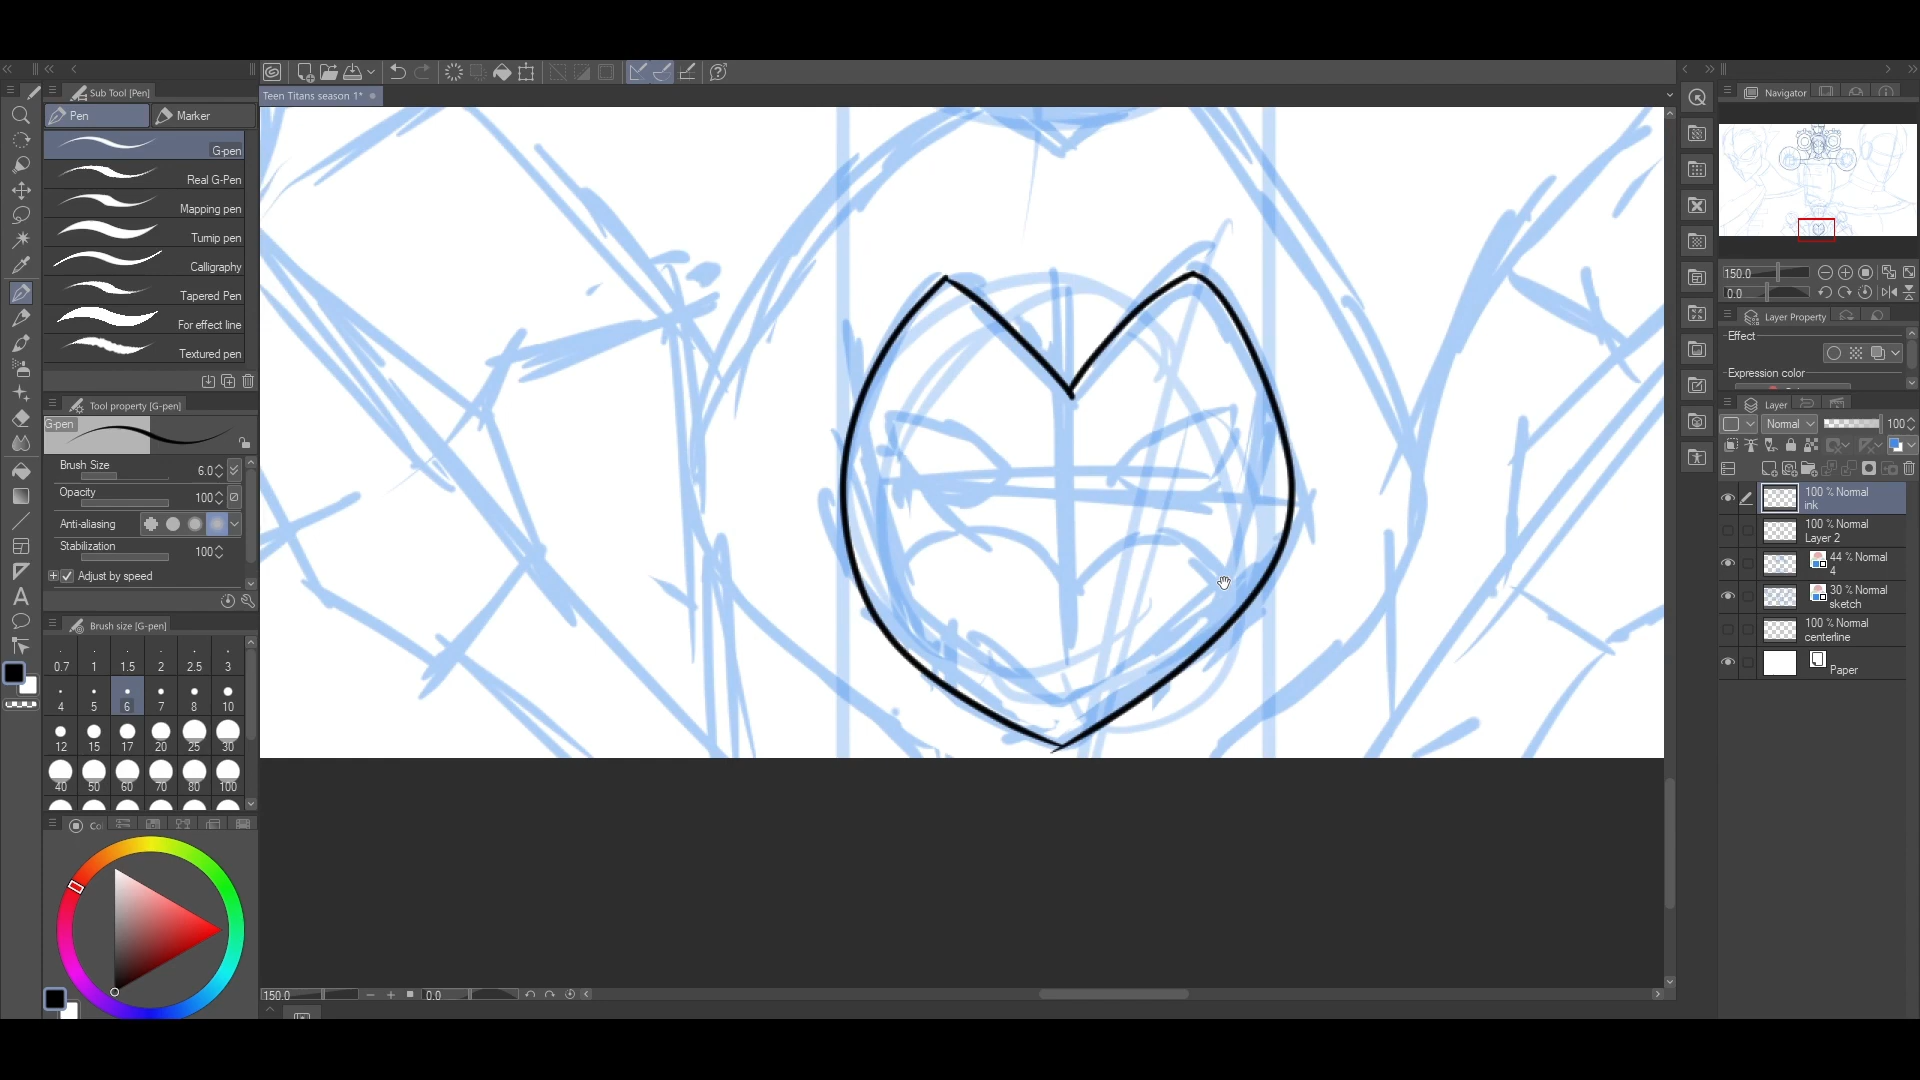 Sub Tool [Pen]
Pen
Marker
G-pen
Real G-Pen
Mapping pen
Turnip pen
Calligraphy
Tapered Pen
For effect line
Textured pen
Tool property [G-pen]
G-pen
Brush Size 6.0
Opacity 100
Anti-aliasing
Stabilization 100
Adjust by speed
Brush size [G-pen]
0.7 1 1.5 2 2.5 3
4 5 6 7 8 10
12 15 17 20 25 30
40 50 60 70 80 100
Co
Teen Titans season 1*
150.0
0.0
Navigator
150.0
0.0
Layer Property
Effect
Expression color
Layer
Normal 100
100 % Normal
ink
100 % Normal
Layer 2
44 % Normal
4
30 % Normal
sketch
100 % Normal
centerline
Paper